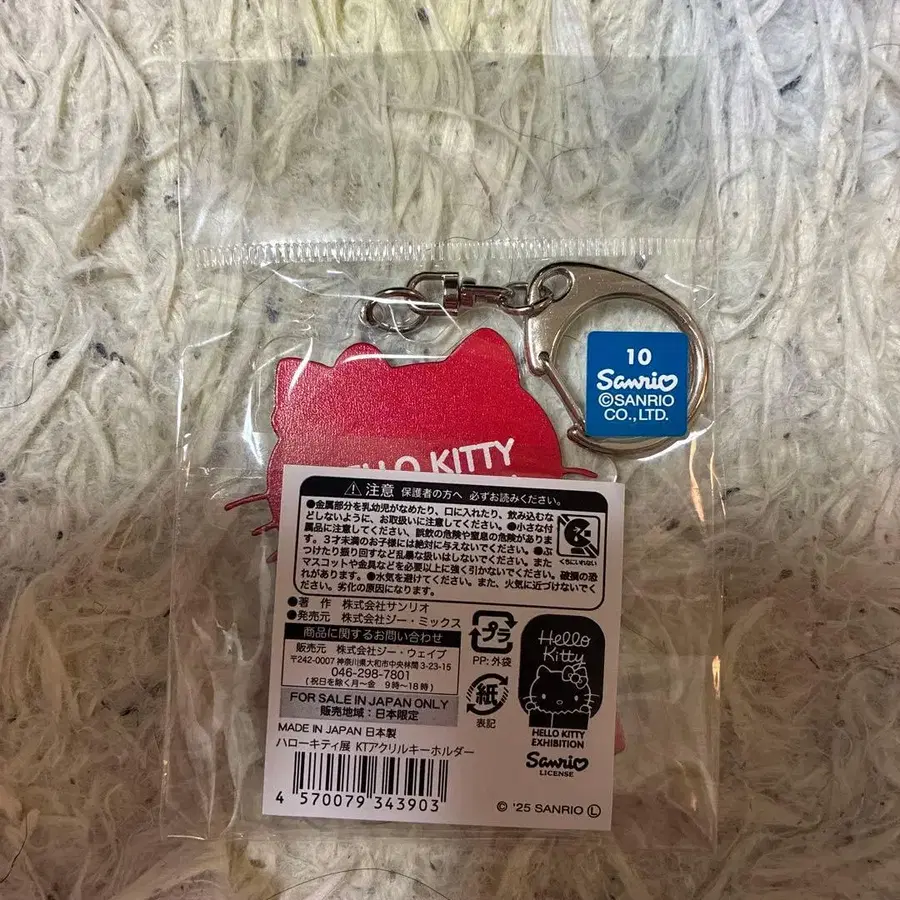 10
Sanrio
©SANRIO
CO.,LTD.
HELLO KITTY
⚠注意 保護者の方へ 必ずお読みください。
●金属部分を乳幼児がなめたり、口に入れたり、飲み込むな
どしないように、お取扱いに注意してください。●小さな付
属品に注意してください、誤飲の危険や窒息の危険がありま
す。3才未満のお子様には絶対に与えないでください。●ぶ
つけたり振り回すなど乱暴な扱いはしないでください。また
マスコットや金具などを必要以上に強く引かないでください。破損の恐
れがあります。●水気を避けてください。また、火気に近づけないでく
ださい。劣化の原因になります。
くちにいれない
●著 作 株式会社サンリオ
●発売元 株式会社ジー・ミックス
商品に関するお問い合わせ
販売元 株式会社ジー・ウェイブ
〒242-0007 神奈川県大和市中央林間3-23-15
046-298-7801
(祝日を除く月～金 9時～18時)
FOR SALE IN JAPAN ONLY
販売地域:日本限定
プラ
PP:外袋
紙
表記
Hello
Kitty
HELLO KITTY
EXHIBITION
Sanrio
LICENSE
MADE IN JAPAN 日本製
ハローキティ展 KTアクリルキーホルダー
4 570079 343903
© '25 SANRIO Ⓛ